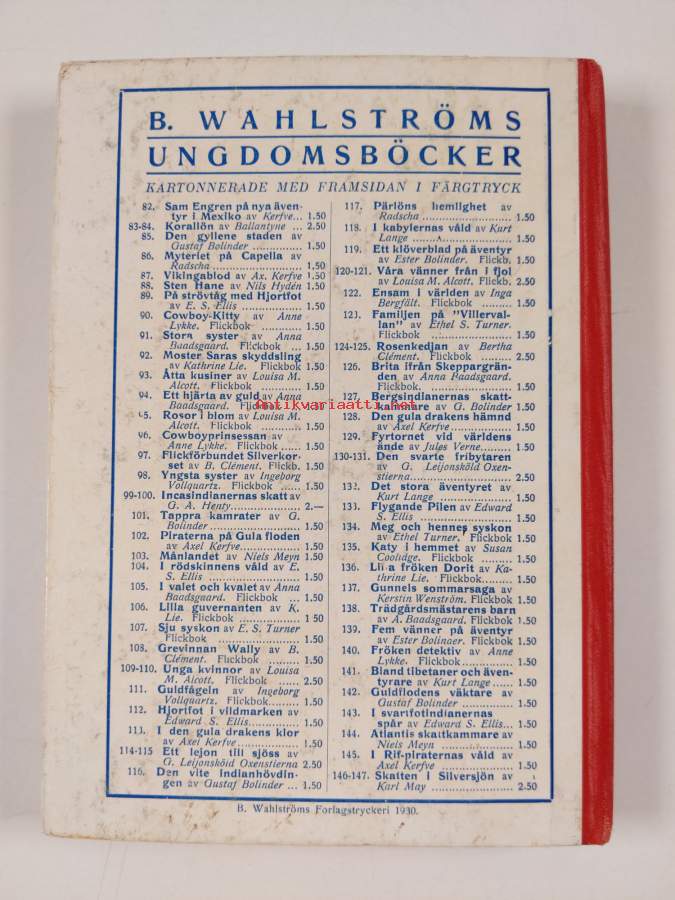 B. WAHLSTRÖMS
UNGDOMSBÖCKER
KARTONNERADE MED FRAMSIDAN I FÄRGTRYCK
82. Sam Engren på nya även-
tyr i Mexiko av Kerfve... 1.50
83-84. Korallön av Ballantyne ... 2.50
85. Den gyllene staden av
Gustaf Bolinder ............ 1.50
86. Myteriet på Capella av
Radscha ..................... 1.50
87. Vikingablod av Ax. Kerfve 1.50
88. Sten Hane av Nils Hydén 1.50
89. På strövtåg med Hjortfot
av E. S. Ellis ............... 1.50
90. Cowboy-Kitty av Anne
Lykke. Flickbok ............ 1.50
91. Stora syster av Anna
Baadsgaard. Flickbok ... 1.50
92. Moster Saras skyddsling
av Kathrine Lie. Flickbok 1.50
93. Åtta kusiner av Louisa M.
Alcott. Flickbok ............ 1.50
94. Ett hjärta av guld av Anna
Baadsgaard. Flickbok ... 1.50
95. Rosor i blom av Louisa M.
Alcott. Flickbok ............ 1.50
96. Cowboyprinsessan av
Anne Lykke. Flickbok ...... 1.50
97. Flickförbundet Silverkor-
set av B. Clément. Flickb. 1.50
98. Yngsta syster av Ingeborg
Vollquartz. Flickbok ...... 1.50
99-100. Incasindianernas skatt av
G. A. Henty.................. 2.—
101. Tappra kamrater av G.
Bolinder ..................... 1.50
102. Piraterna på Gula floden
av Axel Kerfve............... 1.50
103. Månlandet av Niels Meyn 1.50
104. I rödskinnens våld av E.
S. Ellis ..................... 1.50
105. I valet och kvalet av Anna
Baadsgaard. Flickbok ... 1.50
106. Lilla guvernanten av K.
Lie. Flickbok ............... 1.50
107. Sju syskon av E. S. Turner
Flickbok ..................... 1.50
108. Grevinnan Wally av B.
Clément. Flickbok ......... 1.50
109-110. Unga kvinnor av Louisa
M. Alcott. Flickbok ...... 2.50
111. Guldfågeln av Ingeborg
Vollquartz. Flickbok...... 1.50
112. Hjortfot i vildmarken av
Edward S. Ellis............... 1.50
113. I den gula drakens klor
av Axel Kerfve............... 1.50
114-115 Ett lejon till sjöss av
G. Leijonsköld Oxenstierna 2.50
116. Den vite indianhövdin-
gen av Gustaf Bolinder ... 1.50
117. Pärlöns hemlighet av
Radscha ..................... 1.50
118. I kabylernas våld av Kurt
Lange ........................ 1.50
119. Ett klöverblad på äventyr
av Ester Bolinder. Flickb. 1.50
120-121. Våra vänner från i fjol
av Louisa M. Alcott. Flickb. 2.50
122. Ensam i världen av Inga
Bergfält. Flickbok ......... 1.50
123. Familjen på "Villerval-
lan" av Ethel S. Turner.
Flickbok ..................... 1.50
124-125. Rosenkedjan av Bertha
Clément. Flickbok ......... 2.50
126. Brita ifrån Skeppargrän-
den av Anna Baadsgaard.
Flickbok..................... 1.50
127. Bergsindianernas skatt-
kammare av G. Bolinder 1.50
128. Den gula drakens hämnd
av Axel Kerfve............... 1.50
129. Fyrtornet vid världens
ände av Jules Verne......... 1.50
130-131. Den svarte fribytaren
av G. Leijonsköld Oxen-
stierna........................ 2.50
132. Det stora äventyret av
Kurt Lange .................. 1.50
133. Flygande Pilen av Edward
S. Ellis ..................... 1.50
134. Meg och hennes syskon
av Ethel Turner. Flickbok 1.50
135. Katy i hemmet av Susan
Coolidge. Flickbok ......... 1.50
136. Lilla fröken Dorit av Ka-
thrine Lie. Flickbok......... 1.50
137. Gunnels sommarsaga av
Kerstin Wenström. Flickbok 1.50
138. Trädgårdsmästarens barn
av A. Baadsgaard. Flickbok 1.50
139. Fem vänner på äventyr
av Ester Bolinder. Flickbok 1.50
140. Fröken detektiv av Anne
Lykke. Flickbok............ 1.50
141. Bland tibetaner och även-
tyrare av Kurt Lange ...... 1.50
142. Guldflodens väktare av
Gustaf Bolinder ............ 1.50
143. I svartfotindianernas
spår av Edward S. Ellis... 1.50
144. Atlantis skattkammare av
Niels Meyn .................. 1.50
145. I Rif-piraternas våld av
Axel Kerfve .................. 1.50
146-147. Skatten i Silversjön av
Karl May ..................... 2.50
B. Wahlströms Förlagstryckeri 1930.
Antikvariaatti.net